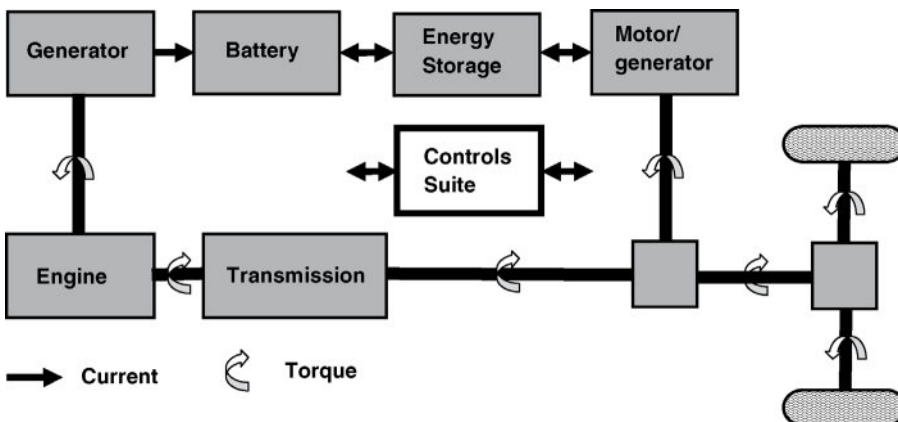 Generator
Battery
Energy
Storage
Motor/
generator
Controls
Suite
Engine
Transmission
Current
Torque